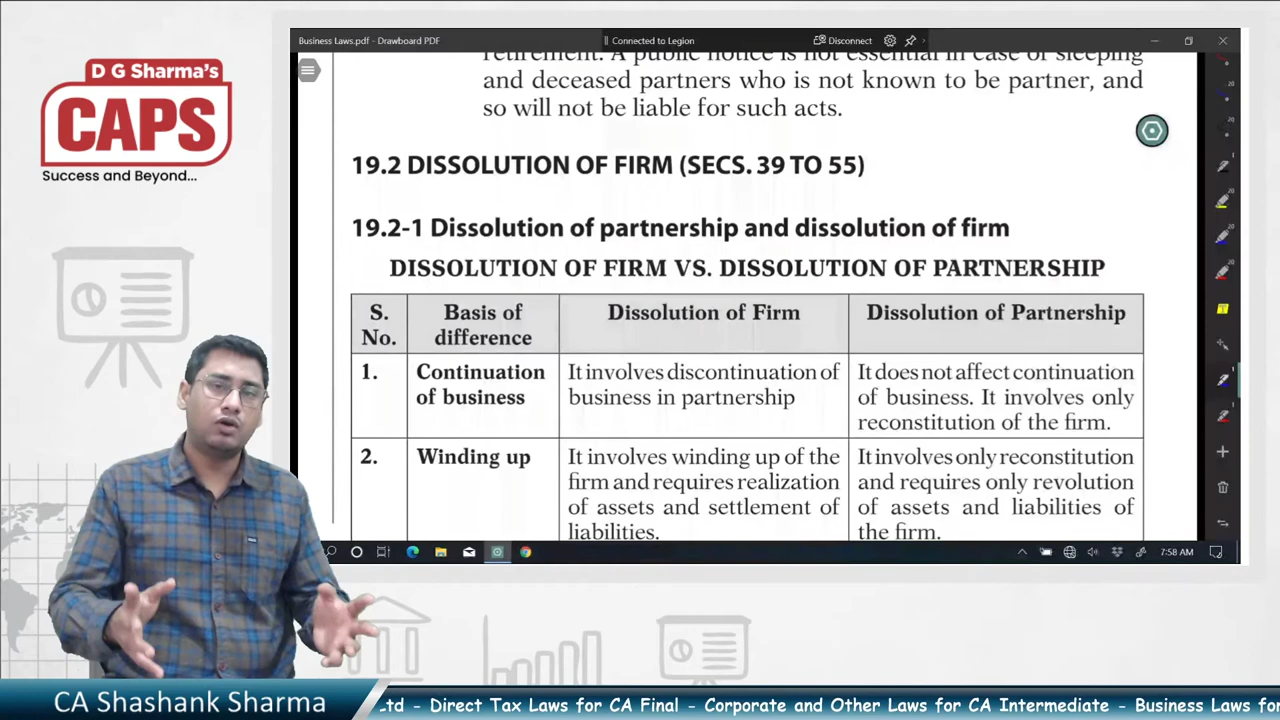 D G Sharma's
CAPS
Success and Beyond...
Business Laws.pdf - Drawboard PDF
Connected to Legion
Disconnect
retirement. A public notice is not essential in case of sleeping
and deceased partners who is not known to be partner, and
so will not be liable for such acts.
19.2 DISSOLUTION OF FIRM (SECS. 39 TO 55)
19.2-1 Dissolution of partnership and dissolution of firm
DISSOLUTION OF FIRM VS. DISSOLUTION OF PARTNERSHIP
S. No.
Basis of difference
Dissolution of Firm
Dissolution of Partnership
1.
Continuation
of business
It involves discontinuation of
business in partnership
It does not affect continuation
of business. It involves only
reconstitution of the firm.
2.
Winding up
It involves winding up of the
firm and requires realization
of assets and settlement of
liabilities.
It involves only reconstitution
and requires only revolution
of assets and liabilities of
the firm.
7:58 AM
CA Shashank Sharma
Ltd - Direct Tax Laws for CA Final - Corporate and Other Laws for CA Intermediate - Business Laws for